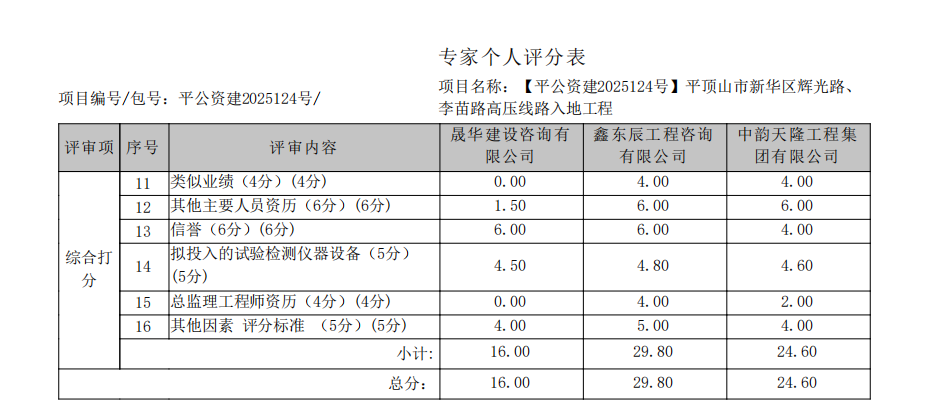 专家个人评分表
项目编号/包号：平公资建2025124号/
项目名称：【平公资建2025124号】平顶山市新华区辉光路、
李苗路高压线路入地工程
评审项 序号 评审内容 晟华建设咨询有限公司 鑫东辰工程咨询有限公司 中韵天隆工程集团有限公司
综合打分
11 类似业绩（4分）(4分) 0.00 4.00 4.00
12 其他主要人员资历（6分）(6分) 1.50 6.00 6.00
13 信誉（6分）(6分) 6.00 6.00 4.00
14 拟投入的试验检测仪器设备（5分）(5分) 4.50 4.80 4.60
15 总监理工程师资历（4分）(4分) 0.00 4.00 2.00
16 其他因素 评分标准 （5分）(5分) 4.00 5.00 4.00
小计： 16.00 29.80 24.60
总分： 16.00 29.80 24.60